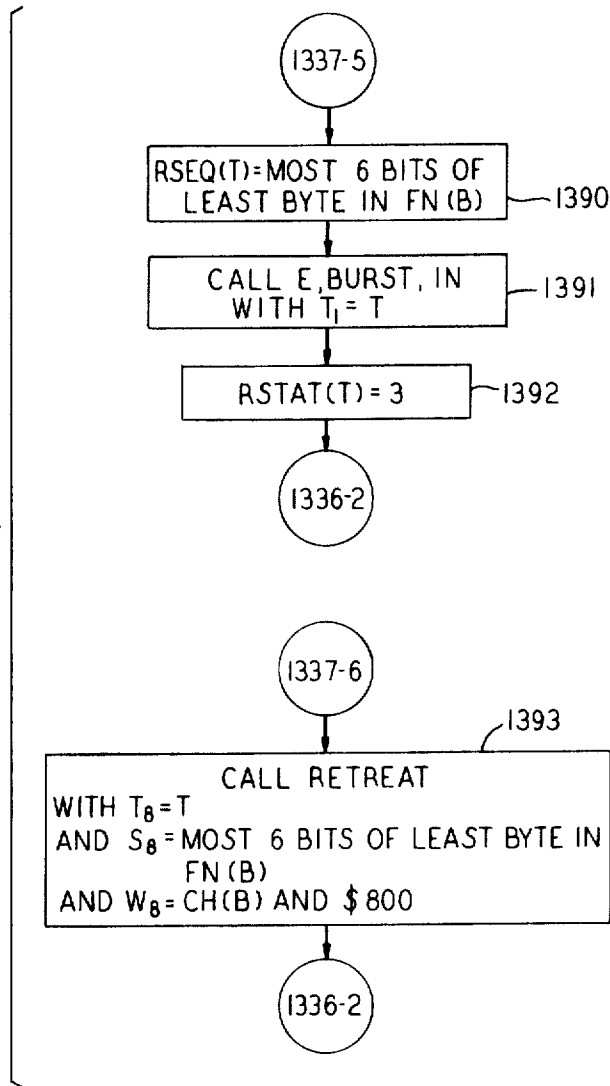 1337-5
RSEQ(T)=MOST 6 BITS OF
LEAST BYTE IN FN(B)
1390
CALL E,BURST, IN
WITH T₁=T
1391
RSTAT(T)=3
1392
1336-2
1337-6
1393
CALL RETREAT
WITH T₈=T
AND S₈=MOST 6 BITS OF LEAST BYTE IN
FN(B)
AND W₈=CH(B) AND $800
1336-2